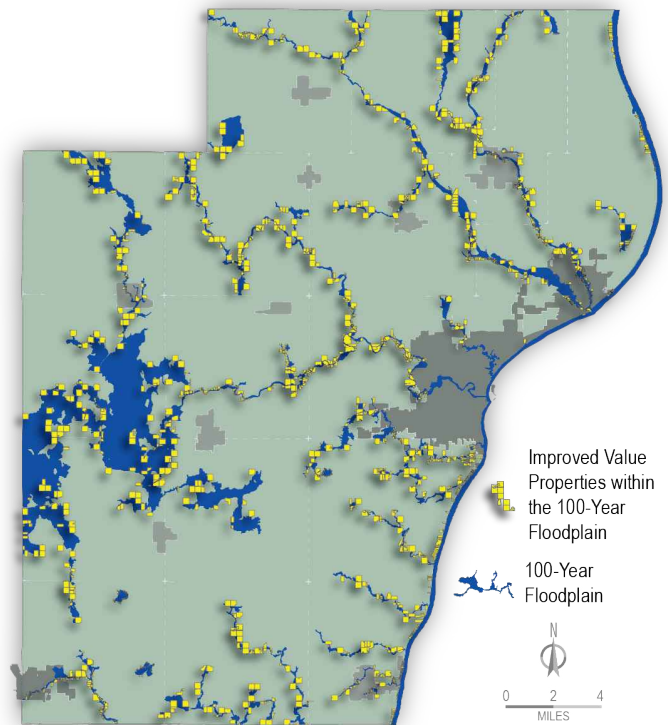 Improved Value
Properties within
the 100-Year
Floodplain
100-Year
Floodplain
N
0 2 4
MILES